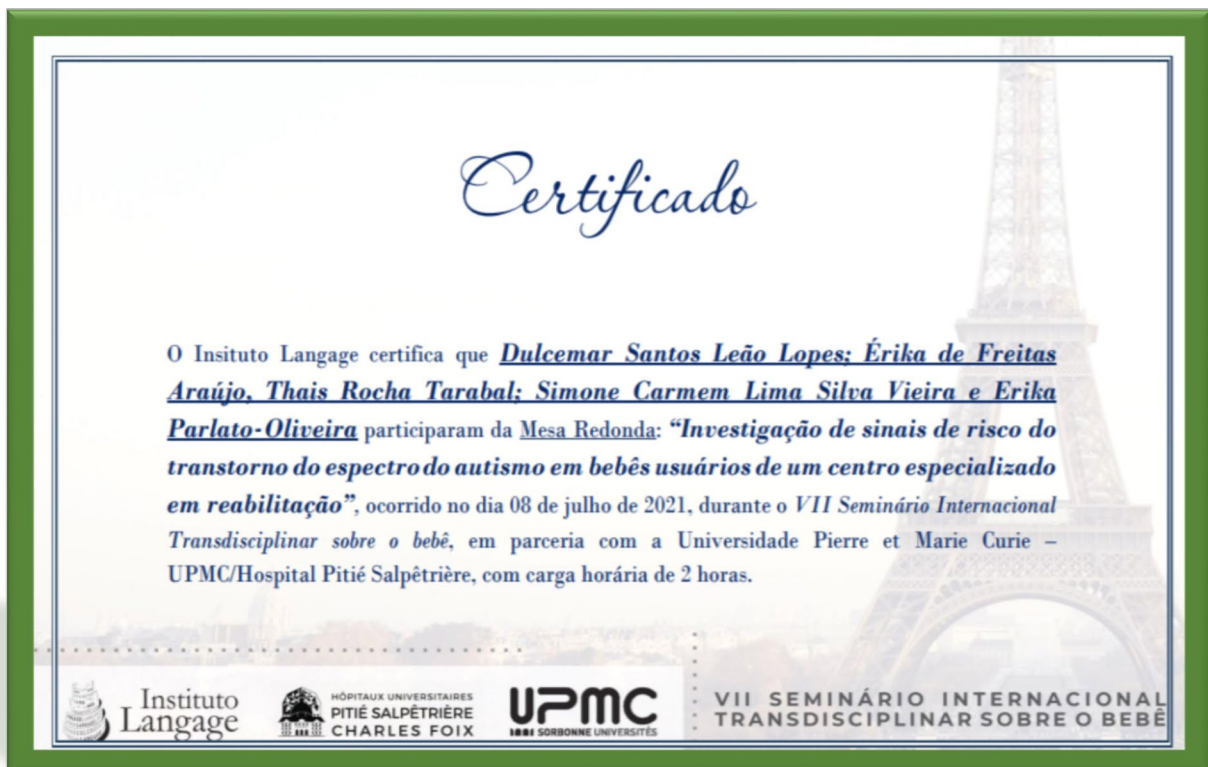 Certificado
O Insituto Langage certifica que Dulcemar Santos Leão Lopes; Érika de Freitas
Araújo, Thais Rocha Tarabal; Simone Carmem Lima Silva Vieira e Erika
Parlato-Oliveira participaram da Mesa Redonda: “Investigação de sinais de risco do
transtorno do espectro do autismo em bebês usuários de um centro especializado
em reabilitação”, ocorrido no dia 08 de julho de 2021, durante o VII Seminário Internacional
Transdisciplinar sobre o bebê, em parceria com a Universidade Pierre et Marie Curie –
UPMC/Hospital Pitié Salpêtrière, com carga horária de 2 horas.
Instituto
Langage
HÔPITAUX UNIVERSITAIRES
PITIÉ SALPÊTRIÈRE
CHARLES FOIX
UPMC
SORBONNE UNIVERSITÉS
VII SEMINÁRIO INTERNACIONAL
TRANSDISCIPLINAR SOBRE O BEBÊ